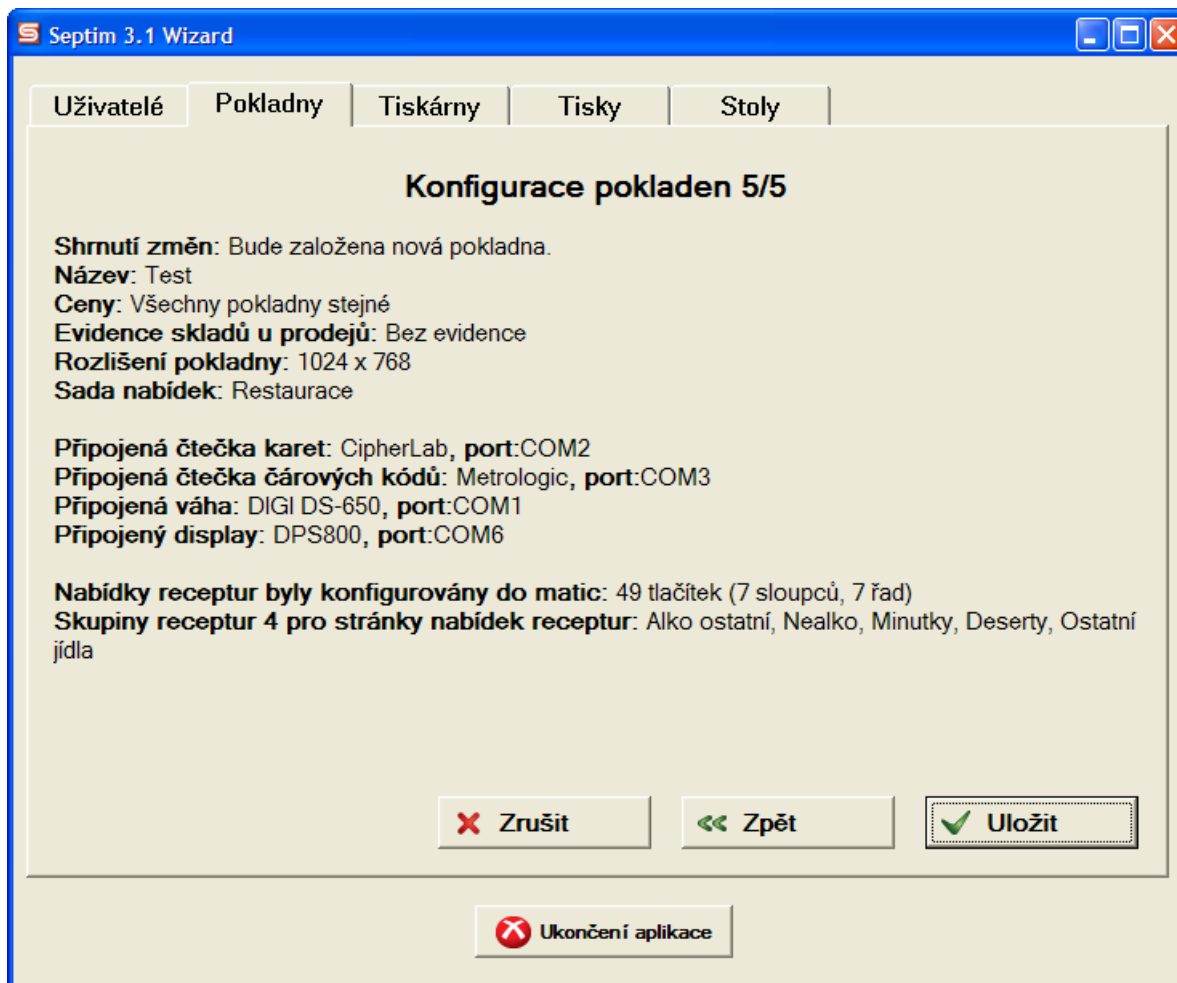 Septim 3.1 Wizard
Uživatelé Pokladny Tiskárny Tisky Stoly
Konfigurace pokladen 5/5
Shrnutí změn: Bude založena nová pokladna.
Název: Test
Ceny: Všechny pokladny stejné
Evidence skladů u prodejů: Bez evidence
Rozlišení pokladny: 1024 x 768
Sada nabídek: Restaurace
Připojená čtečka karet: CipherLab, port:COM2
Připojená čtečka čárových kódů: Metrologic, port:COM3
Připojená váha: DIGI DS-650, port:COM1
Připojený display: DPS800, port:COM6
Nabídky receptur byly konfigurovány do matic: 49 tlačítek (7 sloupců, 7 řad)
Skupiny receptur 4 pro stránky nabídek receptur: Alko ostatní, Nealko, Minutky, Deserty, Ostatní
jídla
Zrušit Zpět Uložit
Ukončení aplikace